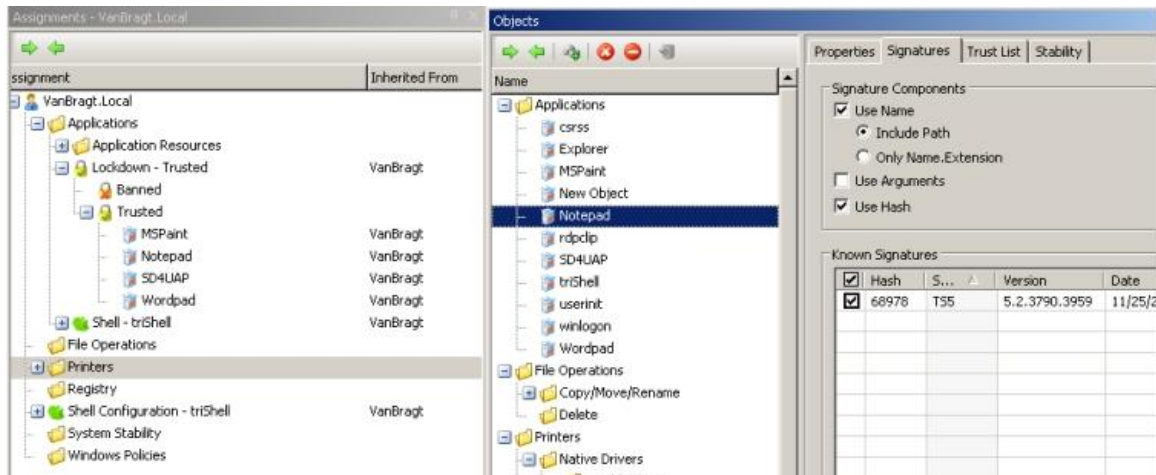 Assignments - VanBragt.Local
ssignment
Inherited From
VanBragt.Local
Applications
Application Resources
Lockdown - Trusted VanBragt
Banned
Trusted
MSPaint VanBragt
Notepad VanBragt
SD4UAP VanBragt
Wordpad VanBragt
Shell - triShell VanBragt
File Operations
Printers
Registry
Shell Configuration - triShell VanBragt
System Stability
Windows Policies
Objects
Name
Applications
csrss
Explorer
MSPaint
New Object
Notepad
rdpclip
SD4UAP
triShell
userinit
winlogon
Wordpad
File Operations
Copy/Move/Rename
Delete
Printers
Native Drivers
Properties Signatures Trust List Stability
Signature Components
Use Name
Include Path
Only Name.Extension
Use Arguments
Use Hash
Known Signatures
Hash S... Version Date
68978 TS5 5.2.3790.3959 11/25/2